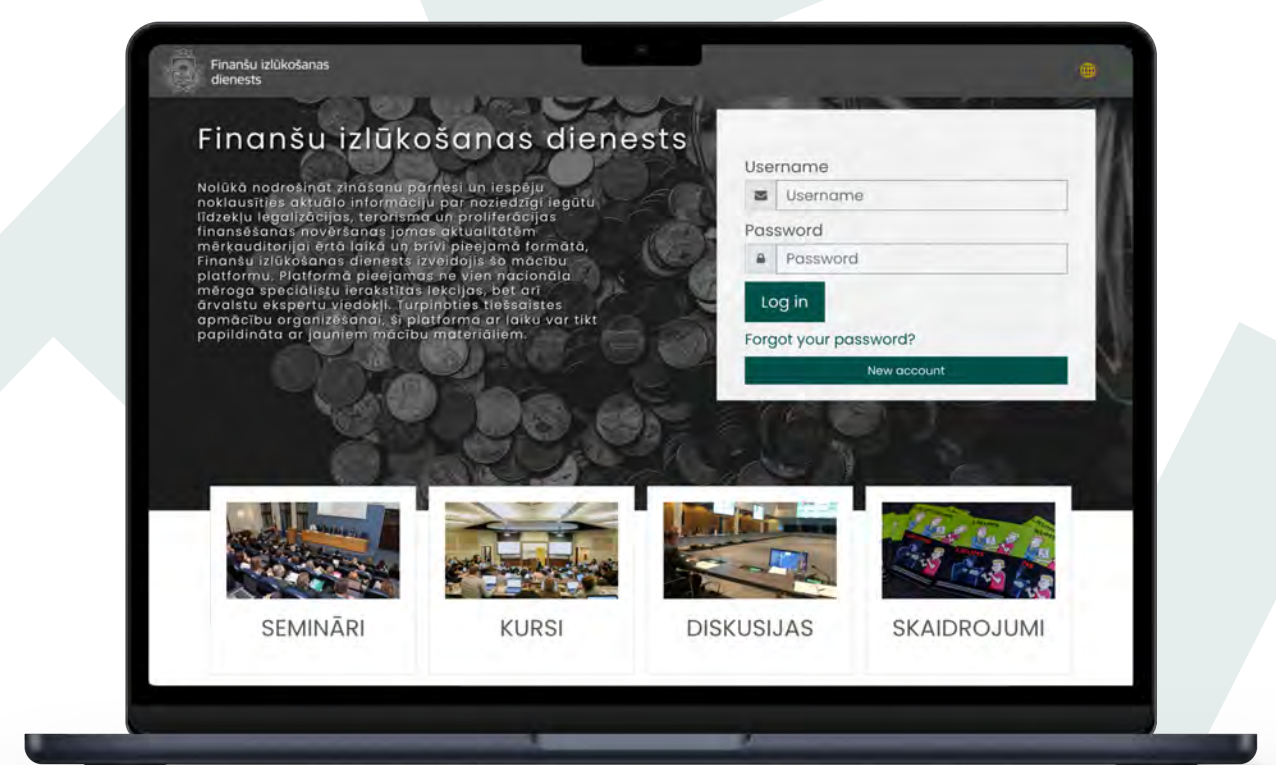 Finanšu izlūkošanas
dienests
Finanšu izlūkošanas dienests
Nolūkā nodrošināt zināšanu pārnesi un iespēju
noklausīties aktuālo informāciju par noziedzīgi iegūtu
līdzekļu legalizācijas, terorisma un proliferācijas
finansēšanas novēršanas jomas aktualitātēm
mērkauditorijai ērtā laikā un brīvi pieejamā formātā,
Finanšu izlūkošanas dienests izveidojis šo mācību
platformu. Platformā pieejamas ne vien nacionāla
mēroga speciālistu ierakstītas lekcijas, bet arī
ārvalstu ekspertu viedokļi. Turpinoties tiešsaistes
apmācību organizēšanai, šī platforma ar laiku var tikt
papildināta ar jauniem mācību materiāliem.
Username
Username
Password
Password
Log in
Forgot your password?
New account
SEMINĀRI
KURSI
DISKUSIJAS
SKAIDROJUMI